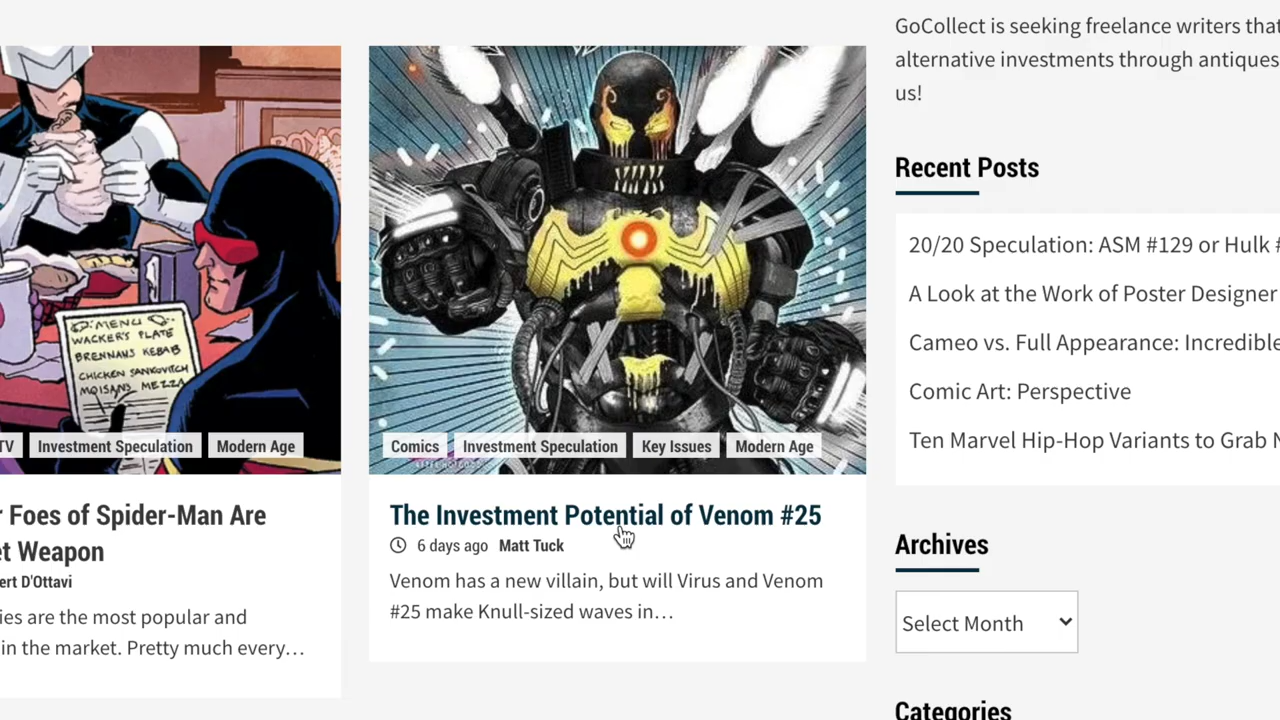 MENU
WACKER'S PLATE
BRENNANS KEBAB
CHICKEN SANKOVITCH
MOISANS MEZZA
TV
Investment Speculation
Modern Age
r Foes of Spider-Man Are
et Weapon
ert D'Ottavi
ies are the most popular and
in the market. Pretty much every…
Comics
Investment Speculation
Key Issues
Modern Age
The Investment Potential of Venom #25
6 days ago Matt Tuck
Venom has a new villain, but will Virus and Venom
#25 make Knull-sized waves in…
GoCollect is seeking freelance writers that
alternative investments through antiques
us!
Recent Posts
20/20 Speculation: ASM #129 or Hulk #
A Look at the Work of Poster Designer
Cameo vs. Full Appearance: Incredible
Comic Art: Perspective
Ten Marvel Hip-Hop Variants to Grab N
Archives
Select Month
Categories